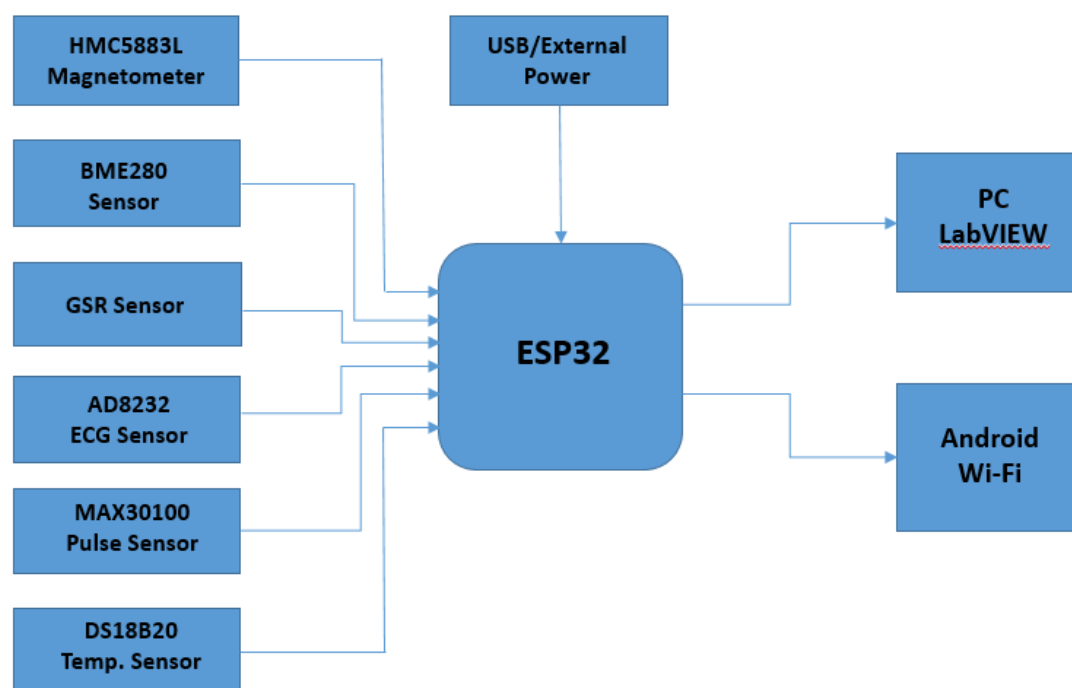 HMC5883L
Magnetometer
USB/External
Power
BME280
Sensor
PC
LabVIEW
GSR Sensor
ESP32
AD8232
ECG Sensor
Android
Wi-Fi
MAX30100
Pulse Sensor
DS18B20
Temp. Sensor